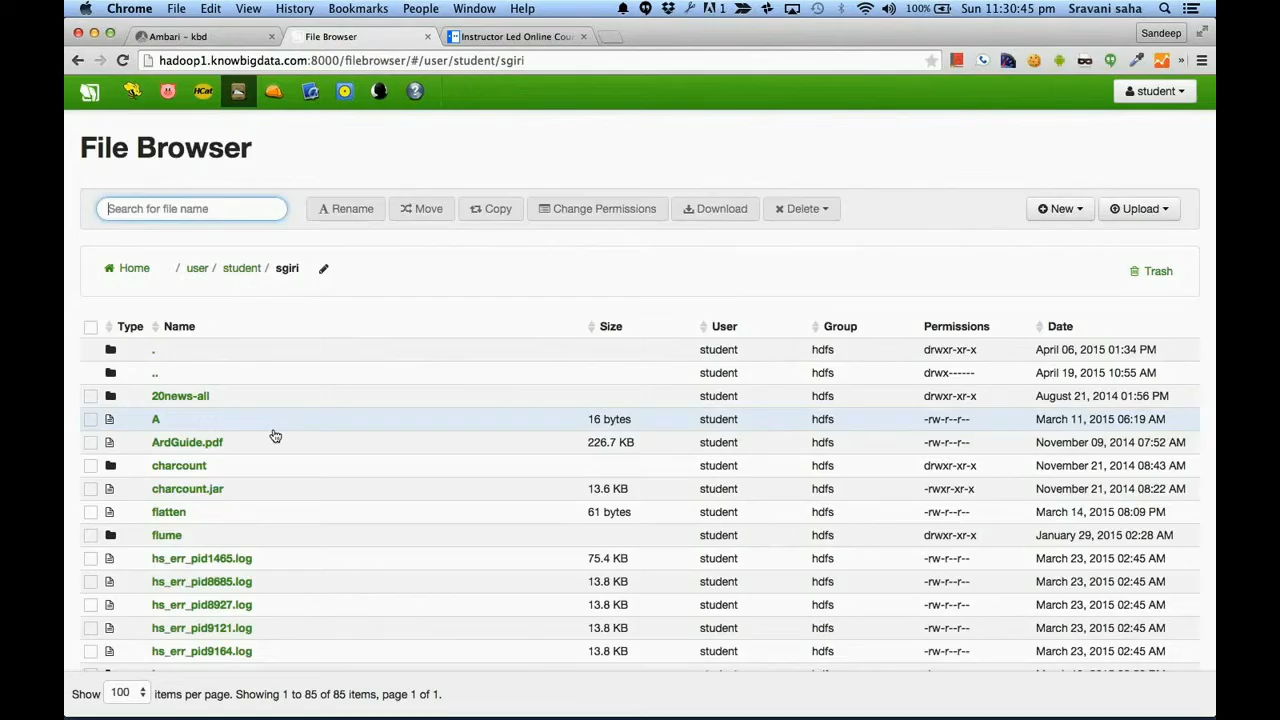 Chrome File Edit View History Bookmarks People Window Help 1 100% Sun 11:30:45 pm Sravani saha
Ambari - kbd × File Browser × Instructor Led Online Cou × Sandeep
hadoop1.knowbigdata.com:8000/filebrowser/#/user/student/sgiri »
HCat student
File Browser
Search for file name Rename Move Copy Change Permissions Download Delete New Upload
Home / user / student / sgiri Trash
Type Name Size User Group Permissions Date
. student hdfs drwxr-xr-x April 06, 2015 01:34 PM
.. student hdfs drwx------ April 19, 2015 10:55 AM
20news-all student hdfs drwxr-xr-x August 21, 2014 01:56 PM
A 16 bytes student hdfs -rw-r--r-- March 11, 2015 06:19 AM
ArdGuide.pdf 226.7 KB student hdfs -rw-r--r-- November 09, 2014 07:52 AM
charcount student hdfs drwxr-xr-x November 21, 2014 08:43 AM
charcount.jar 13.6 KB student hdfs -rwxr-xr-x November 21, 2014 08:22 AM
flatten 61 bytes student hdfs -rw-r--r-- March 14, 2015 08:09 PM
flume student hdfs drwxr-xr-x January 29, 2015 02:28 AM
hs_err_pid1465.log 75.4 KB student hdfs -rw-r--r-- March 23, 2015 02:45 AM
hs_err_pid8685.log 13.8 KB student hdfs -rw-r--r-- March 23, 2015 02:45 AM
hs_err_pid8927.log 13.8 KB student hdfs -rw-r--r-- March 23, 2015 02:45 AM
hs_err_pid9121.log 13.8 KB student hdfs -rw-r--r-- March 23, 2015 02:45 AM
hs_err_pid9164.log 13.8 KB student hdfs -rw-r--r-- March 23, 2015 02:45 AM
Show 100 items per page. Showing 1 to 85 of 85 items, page 1 of 1.